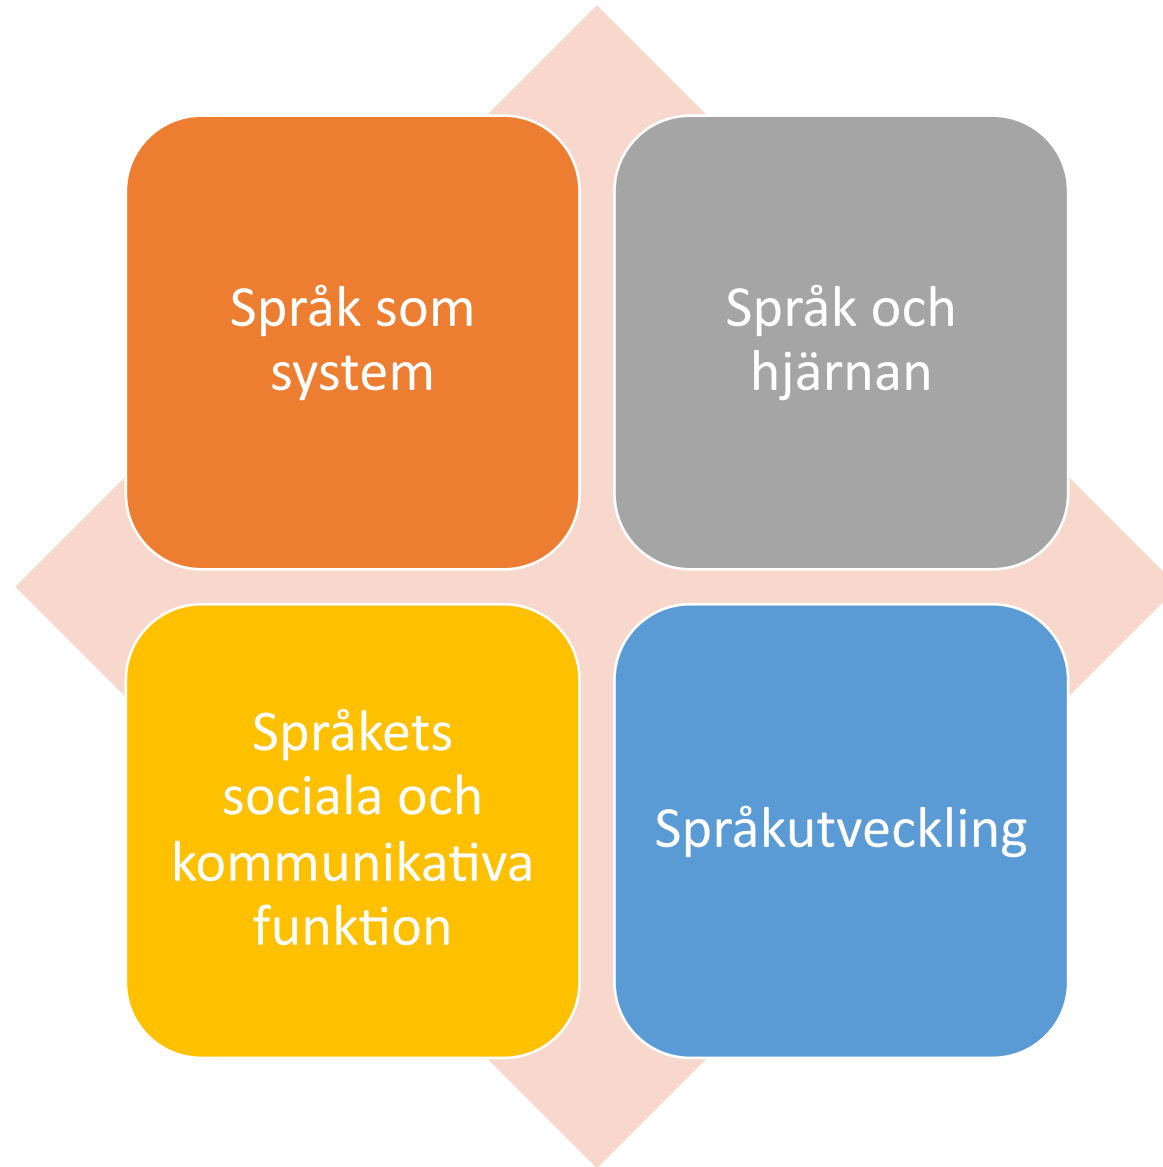 Språk som
system
Språk och
hjärnan
Språkets
sociala och
kommunikativa
funktion
Språkutveckling